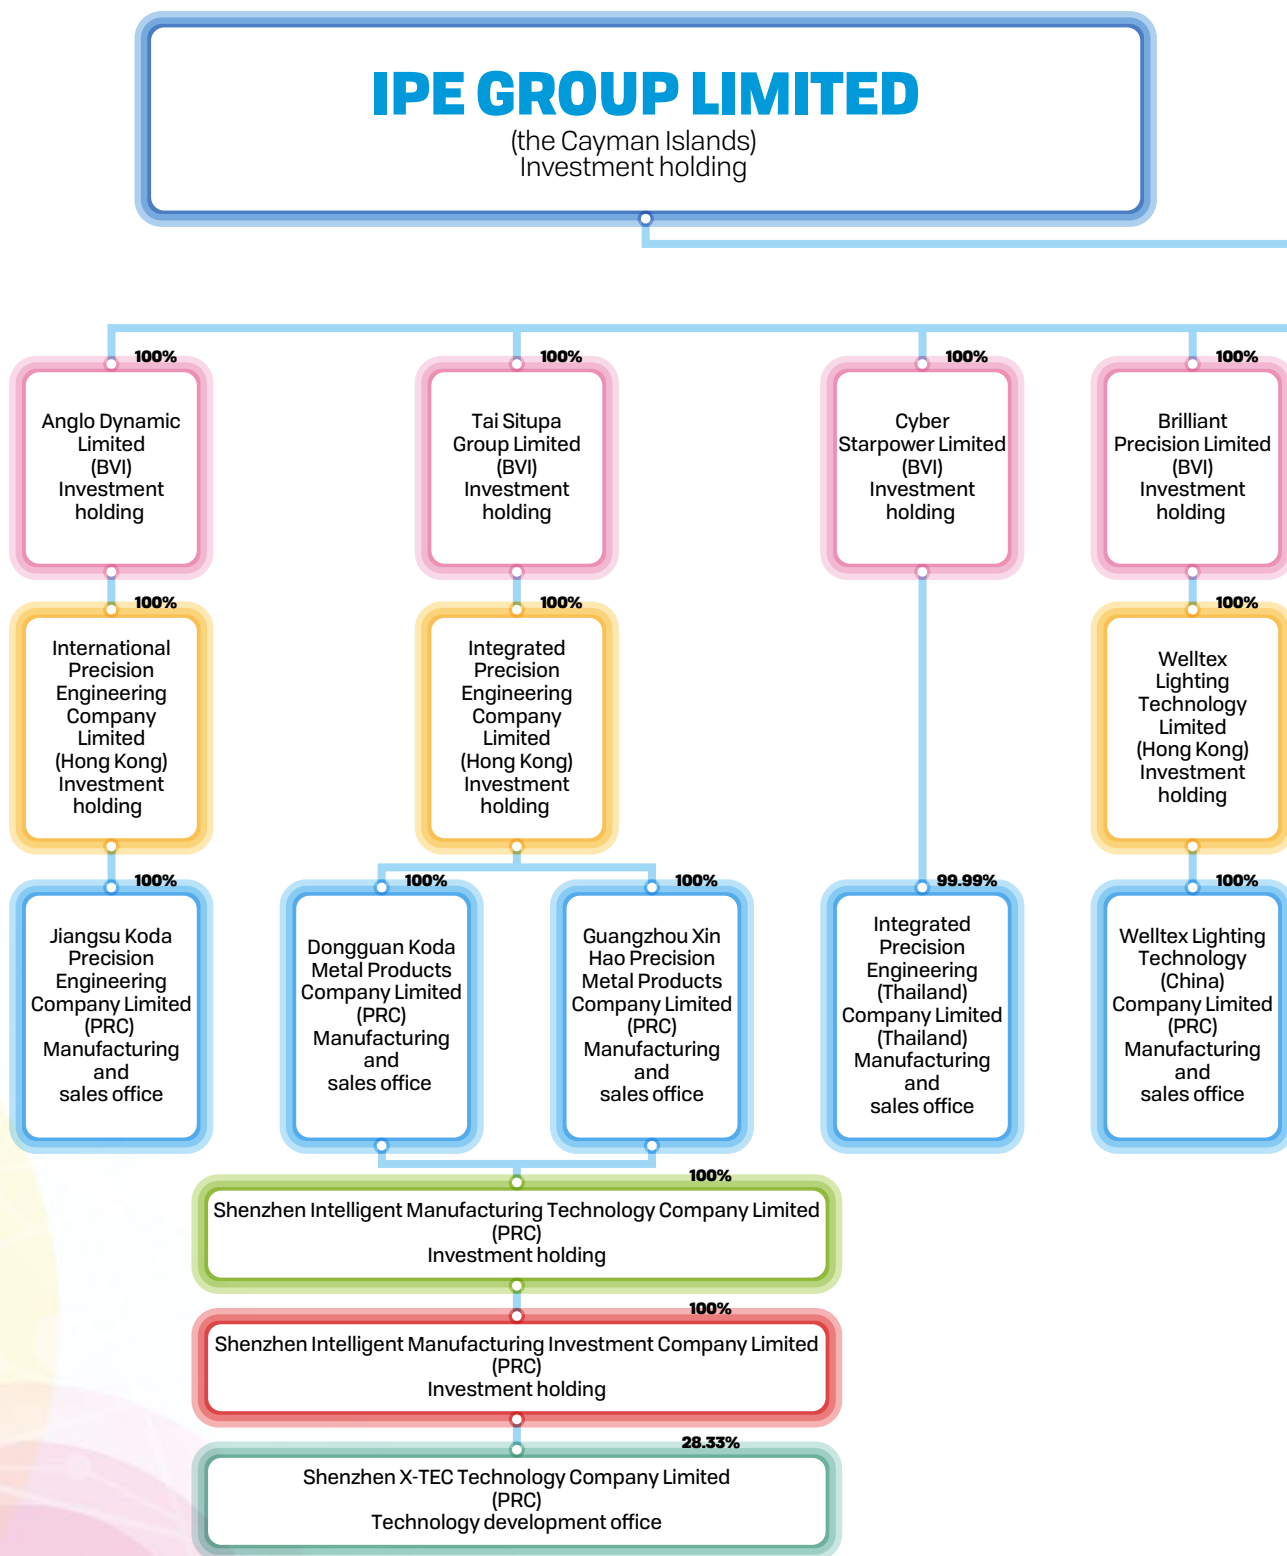 IPE GROUP LIMITED
(the Cayman Islands)
Investment holding
100%
Anglo Dynamic
Limited
(BVI)
Investment
holding
100%
Tai Situpa
Group Limited
(BVI)
Investment
holding
100%
Cyber
Starpower Limited
(BVI)
Investment
holding
100%
Brilliant
Precision Limited
(BVI)
Investment
holding
100%
International
Precision
Engineering
Company
Limited
(Hong Kong)
Investment
holding
100%
Integrated
Precision
Engineering
Company
Limited
(Hong Kong)
Investment
holding
100%
Welltex
Lighting
Technology
Limited
(Hong Kong)
Investment
holding
100%
Jiangsu Koda
Precision
Engineering
Company Limited
(PRC)
Manufacturing
and
sales office
100%
Dongguan Koda
Metal Products
Company Limited
(PRC)
Manufacturing
and
sales office
100%
Guangzhou Xin
Hao Precision
Metal Products
Company Limited
(PRC)
Manufacturing
and
sales office
99.99%
Integrated
Precision
Engineering
(Thailand)
Company Limited
(Thailand)
Manufacturing
and
sales office
100%
Welltex Lighting
Technology
(China)
Company Limited
(PRC)
Manufacturing
and
sales office
100%
Shenzhen Intelligent Manufacturing Technology Company Limited
(PRC)
Investment holding
100%
Shenzhen Intelligent Manufacturing Investment Company Limited
(PRC)
Investment holding
28.33%
Shenzhen X-TEC Technology Company Limited
(PRC)
Technology development office